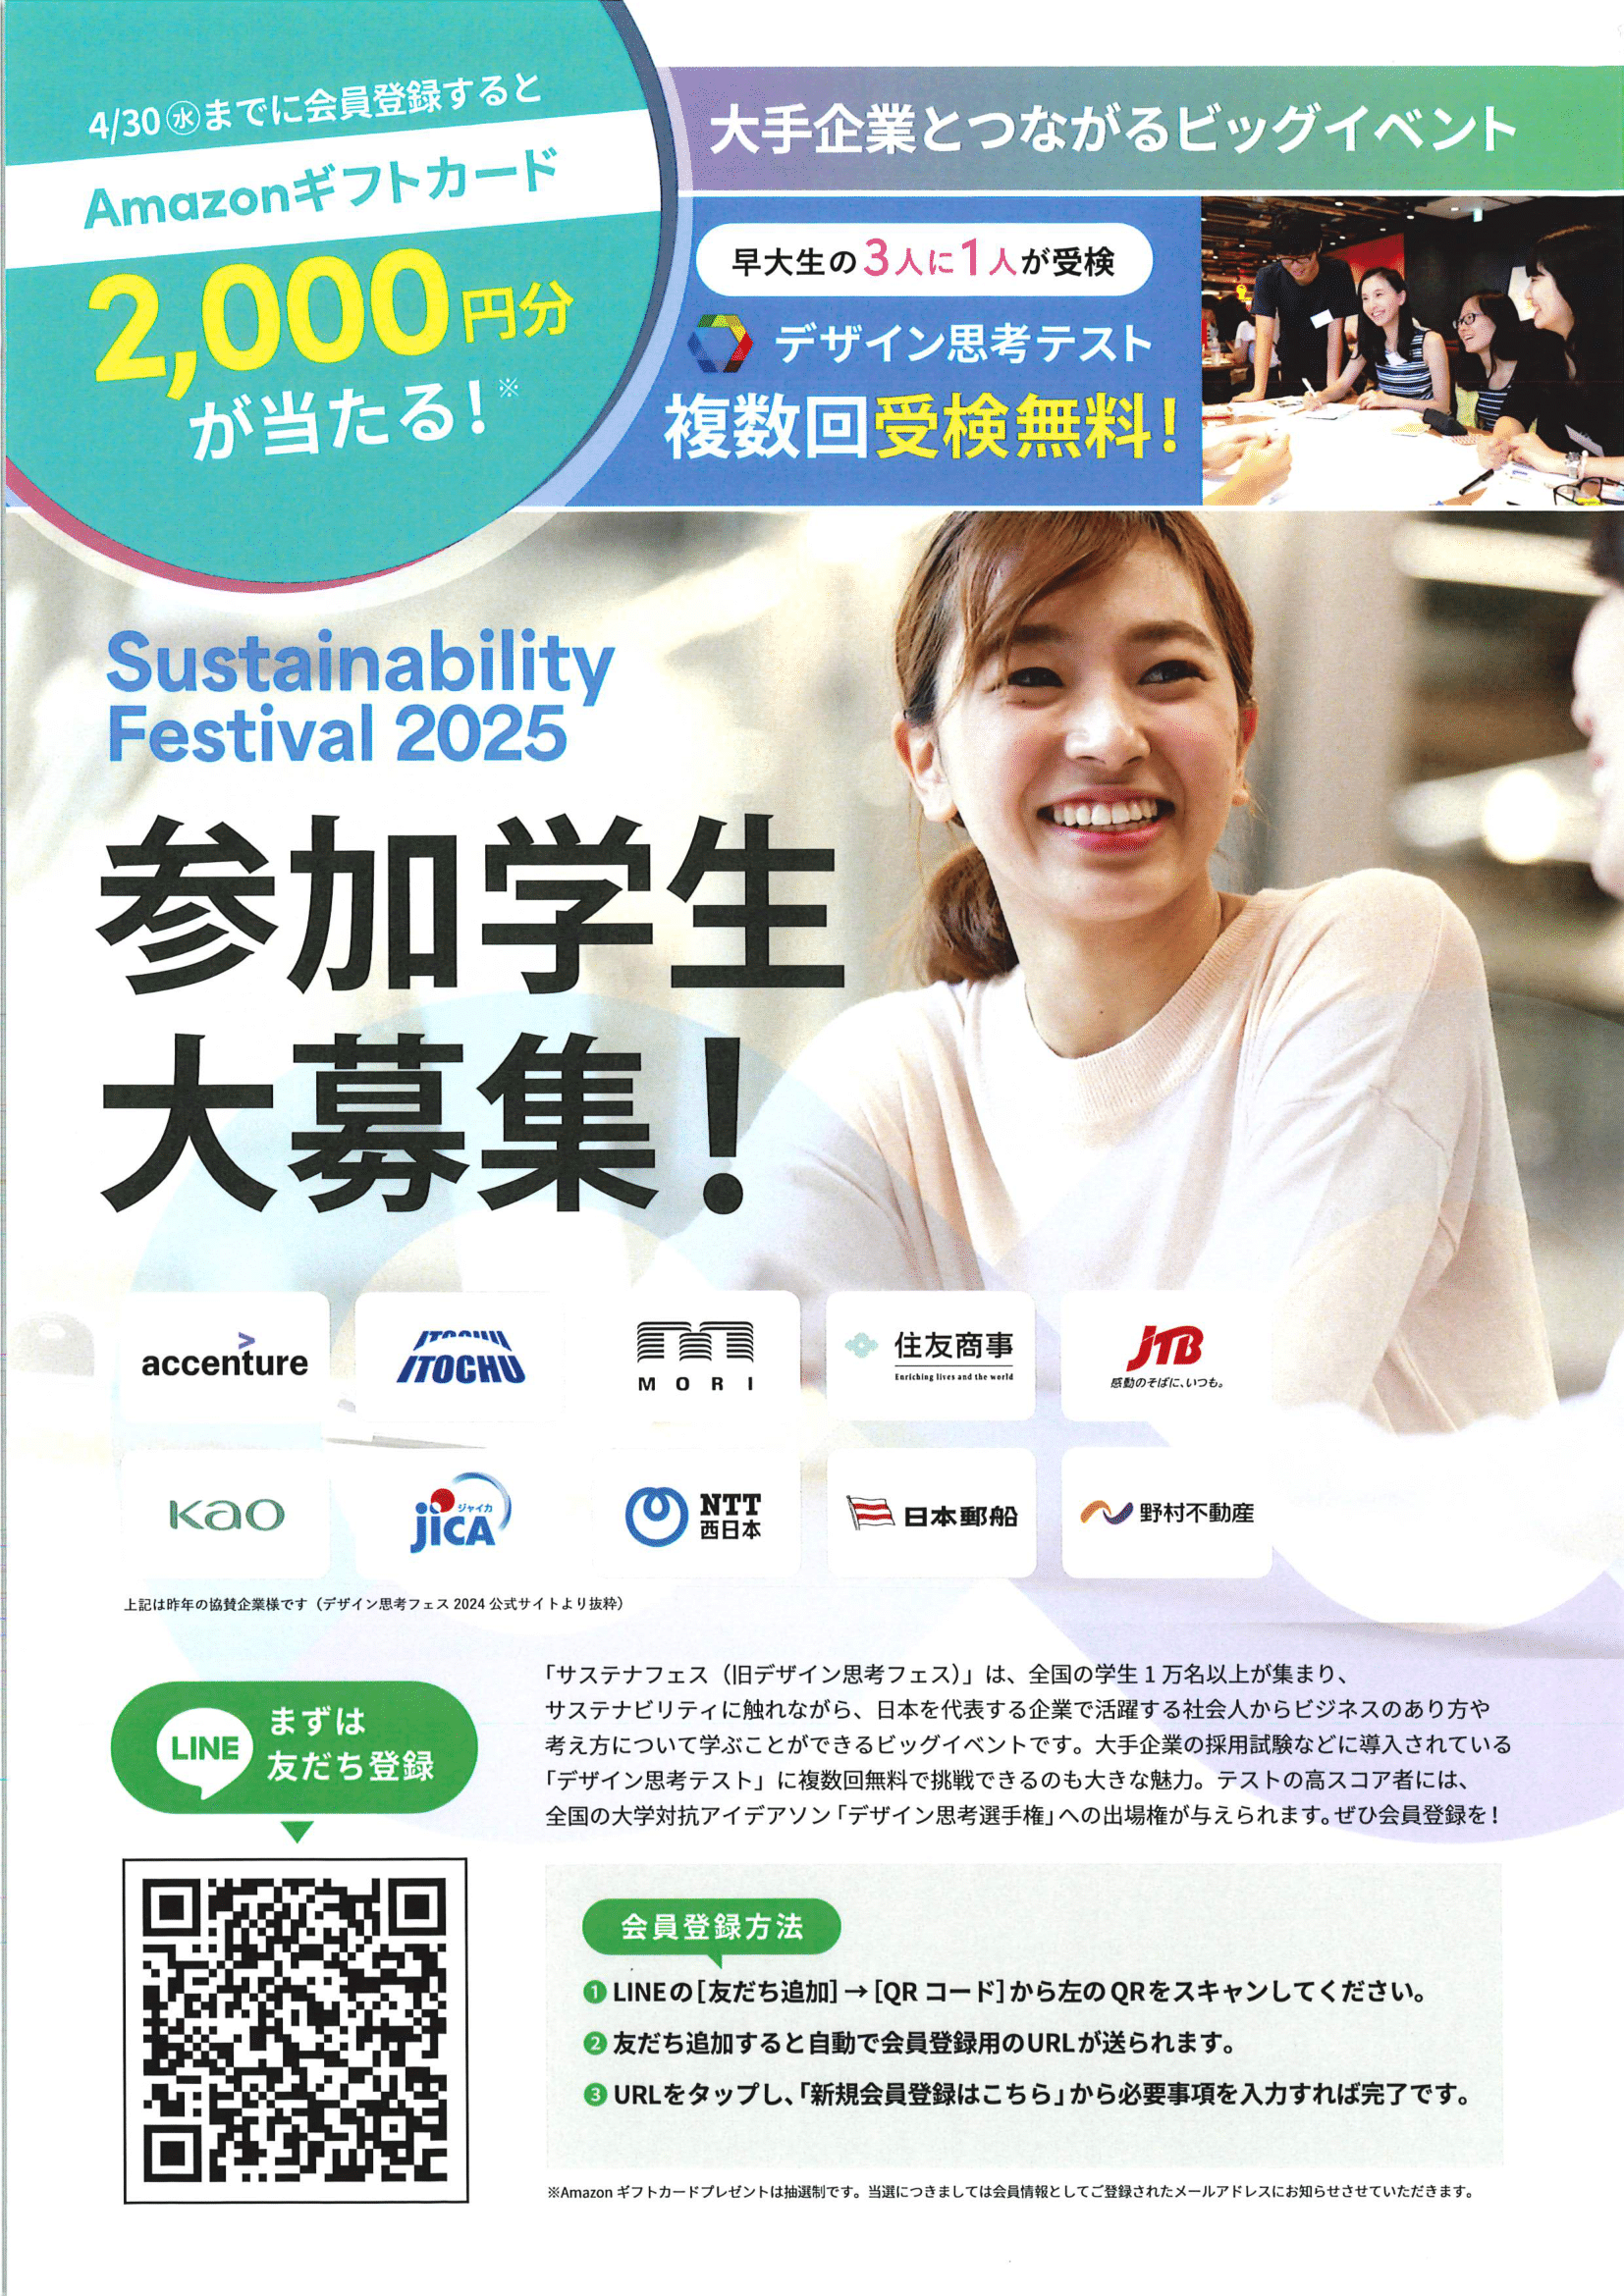 4/30㊌までに会員登録すると
Amazonギフトカード
2,000円分
が当たる!※
大手企業とつながるビッグイベント
早大生の3人に1人が受検
デザイン思考テスト
複数回受検無料!
Sustainability
Festival 2025
参加学生
大募集!
accenture
ITOCHU
MORI
住友商事
Enriching lives and the world
JTB
感動のそばに、いつも。
Kao
ジャイカ
jICA
NTT
西日本
日本郵船
野村不動産
上記は昨年の協賛企業様です（デザイン思考フェス 2024 公式サイトより抜粋）
「サステナフェス（旧デザイン思考フェス）」は、全国の学生 1 万名以上が集まり、
サステナビリティに触れながら、日本を代表する企業で活躍する社会人からビジネスのあり方や
考え方について学ぶことができるビッグイベントです。大手企業の採用試験などに導入されている
「デザイン思考テスト」に複数回無料で挑戦できるのも大きな魅力。テストの高スコア者には、
全国の大学対抗アイデアソン「デザイン思考選手権」への出場権が与えられます。ぜひ会員登録を!
LINE
まずは
友だち登録
会員登録方法
1 LINEの[友だち追加]→[QR コード]から左のQRをスキャンしてください。
2 友だち追加すると自動で会員登録用のURLが送られます。
3 URLをタップし、「新規会員登録はこちら」から必要事項を入力すれば完了です。
※Amazon ギフトカードプレゼントは抽選制です。当選につきましては会員情報としてご登録されたメールアドレスにお知らせさせていただきます。